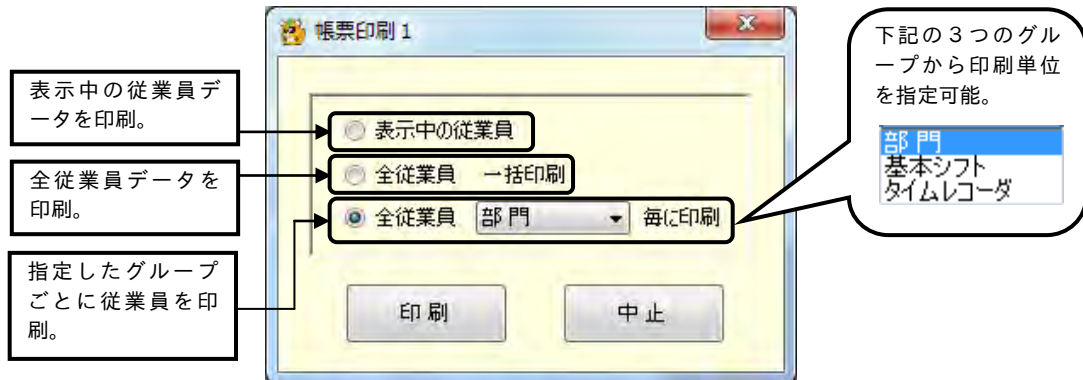 帳票印刷 1
表示中の従業員デ
ータを印刷。
全従業員データを
印刷。
指定したグループ
ごとに従業員を印
刷。
表示中の従業員
全従業員 一括印刷
全従業員 部 門 毎に印刷
印 刷
中 止
下記の３つのグル
ープから印刷単位
を指定可能。
部 門
基本シフト
タイムレコーダ